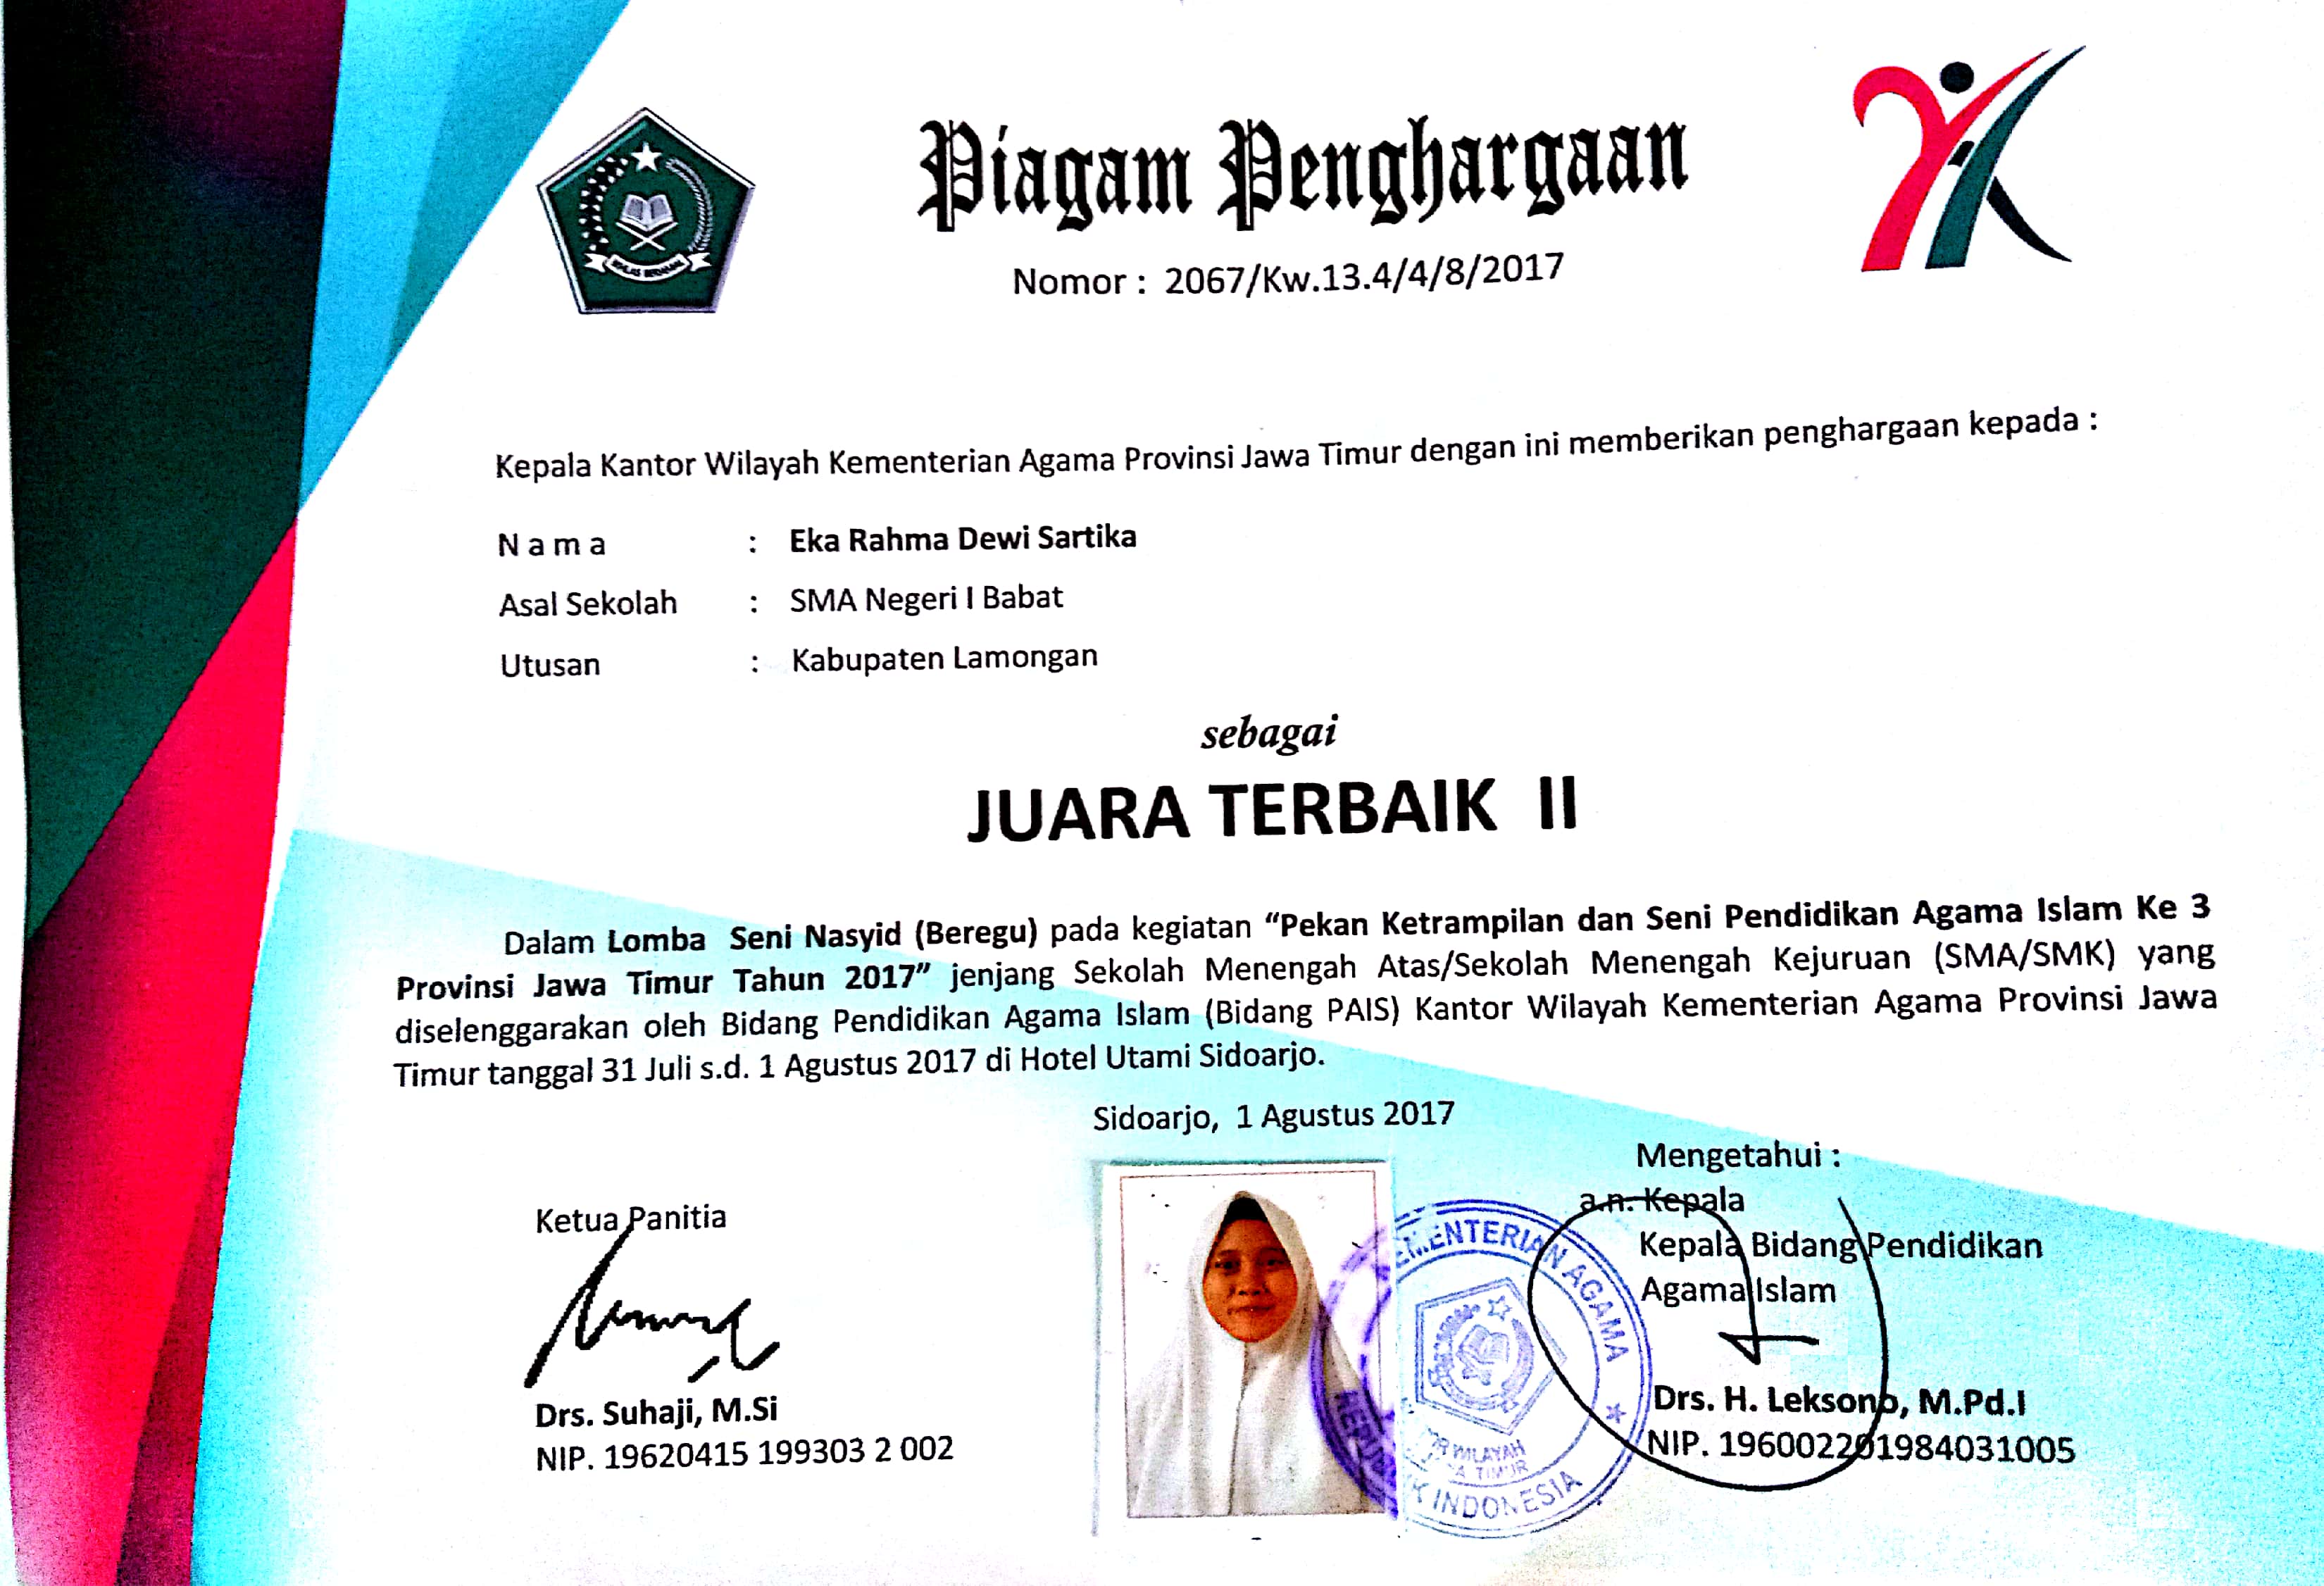 Piagam Penghargaan
Nomor : 2067/Kw.13.4/4/8/2017
IKHLAS BERAMAL
Kepala Kantor Wilayah Kementerian Agama Provinsi Jawa Timur dengan ini memberikan penghargaan kepada :
N a m a : Eka Rahma Dewi Sartika
Asal Sekolah : SMA Negeri I Babat
Utusan : Kabupaten Lamongan
sebagai
JUARA TERBAIK II
Dalam Lomba Seni Nasyid (Beregu) pada kegiatan “Pekan Ketrampilan dan Seni Pendidikan Agama Islam Ke 3
Provinsi Jawa Timur Tahun 2017” jenjang Sekolah Menengah Atas/Sekolah Menengah Kejuruan (SMA/SMK) yang
diselenggarakan oleh Bidang Pendidikan Agama Islam (Bidang PAIS) Kantor Wilayah Kementerian Agama Provinsi Jawa
Timur tanggal 31 Juli s.d. 1 Agustus 2017 di Hotel Utami Sidoarjo.
Sidoarjo, 1 Agustus 2017
Ketua Panitia
Drs. Suhaji, M.Si
NIP. 19620415 199303 2 002
Mengetahui :
a.n. Kepala
Kepala Bidang Pendidikan
Agama Islam
Drs. H. Leksono, M.Pd.I
NIP. 196002201984031005
KEMENTERIAN AGAMA
WILAYAH
TIMUR
INDONESIA